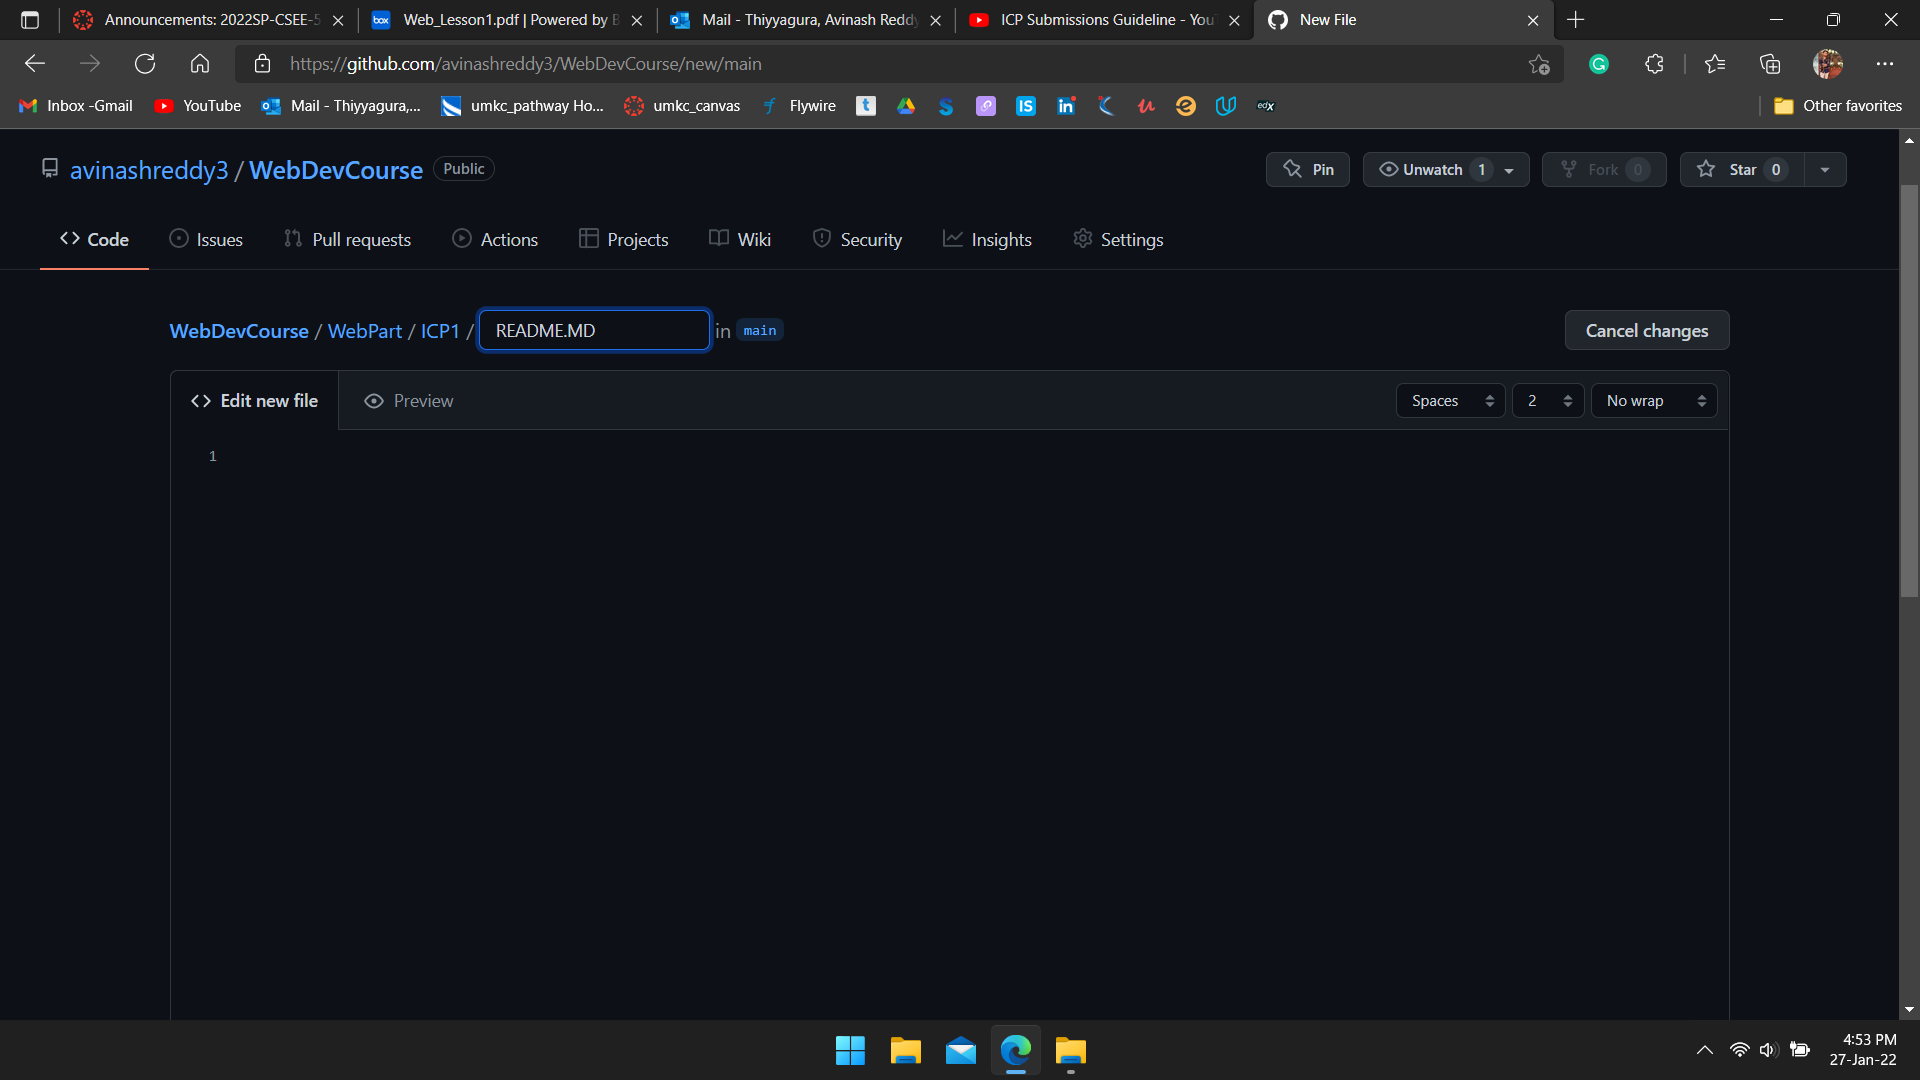 Announcements: 2022SP-CSEE-5
Web_Lesson1.pdf | Powered by B
Mail - Thiyyagura, Avinash Reddy
ICP Submissions Guideline - You
New File
https://github.com/avinashreddy3/WebDevCourse/new/main
Inbox -Gmail
YouTube
Mail - Thiyyagura,...
umkc_pathway Ho...
umkc_canvas
Flywire
Other favorites
avinashreddy3 / WebDevCourse Public
Pin
Unwatch 1
Fork 0
Star 0
Code
Issues
Pull requests
Actions
Projects
Wiki
Security
Insights
Settings
WebDevCourse / WebPart / ICP1 / README.MD in main
Cancel changes
Edit new file
Preview
Spaces
2
No wrap
1
4:53 PM
27-Jan-22